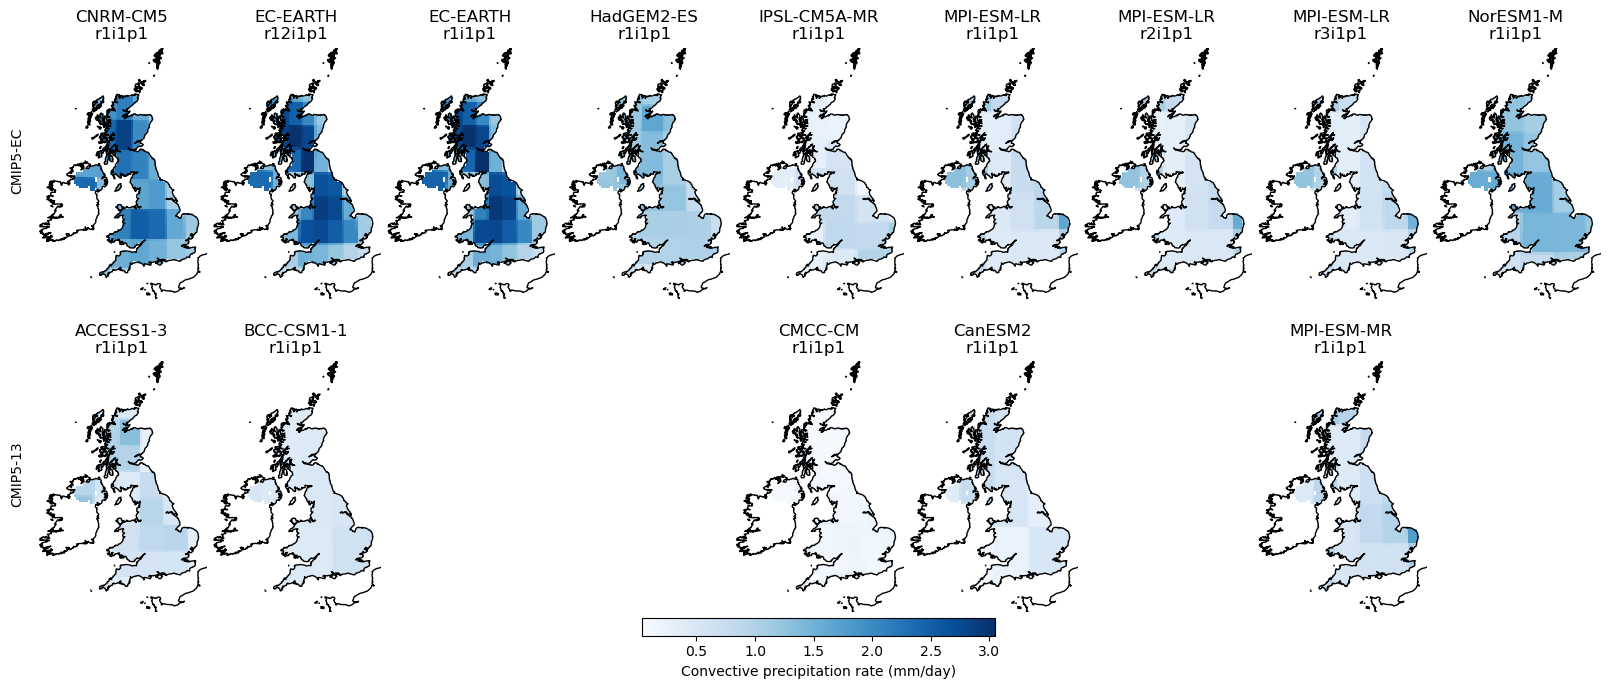 CNRM-CM5
r1i1p1
EC-EARTH
r12i1p1
EC-EARTH
r1i1p1
HadGEM2-ES
r1i1p1
IPSL-CM5A-MR
r1i1p1
MPI-ESM-LR
r1i1p1
MPI-ESM-LR
r2i1p1
MPI-ESM-LR
r3i1p1
NorESM1-M
r1i1p1
CMIP5-EC
ACCESS1-3
r1i1p1
BCC-CSM1-1
r1i1p1
CMCC-CM
r1i1p1
CanESM2
r1i1p1
MPI-ESM-MR
r1i1p1
CMIP5-13
0.5 1.0 1.5 2.0 2.5 3.0
Convective precipitation rate (mm/day)